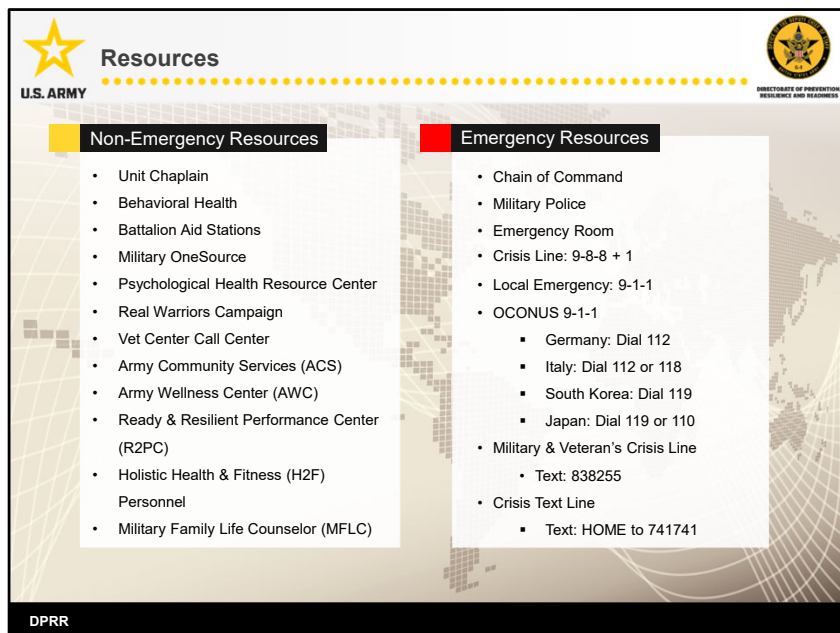 Resources
U.S. ARMY
DIRECTORATE OF PREVENTION
RESILIENCE AND READINESS
Non-Emergency Resources
• Unit Chaplain
• Behavioral Health
• Battalion Aid Stations
• Military OneSource
• Psychological Health Resource Center
• Real Warriors Campaign
• Vet Center Call Center
• Army Community Services (ACS)
• Army Wellness Center (AWC)
• Ready & Resilient Performance Center
(R2PC)
• Holistic Health & Fitness (H2F)
Personnel
• Military Family Life Counselor (MFLC)
Emergency Resources
• Chain of Command
• Military Police
• Emergency Room
• Crisis Line: 9-8-8 + 1
• Local Emergency: 9-1-1
• OCONUS 9-1-1
▪ Germany: Dial 112
▪ Italy: Dial 112 or 118
▪ South Korea: Dial 119
▪ Japan: Dial 119 or 110
• Military & Veteran's Crisis Line
• Text: 838255
• Crisis Text Line
▪ Text: HOME to 741741
DPRR